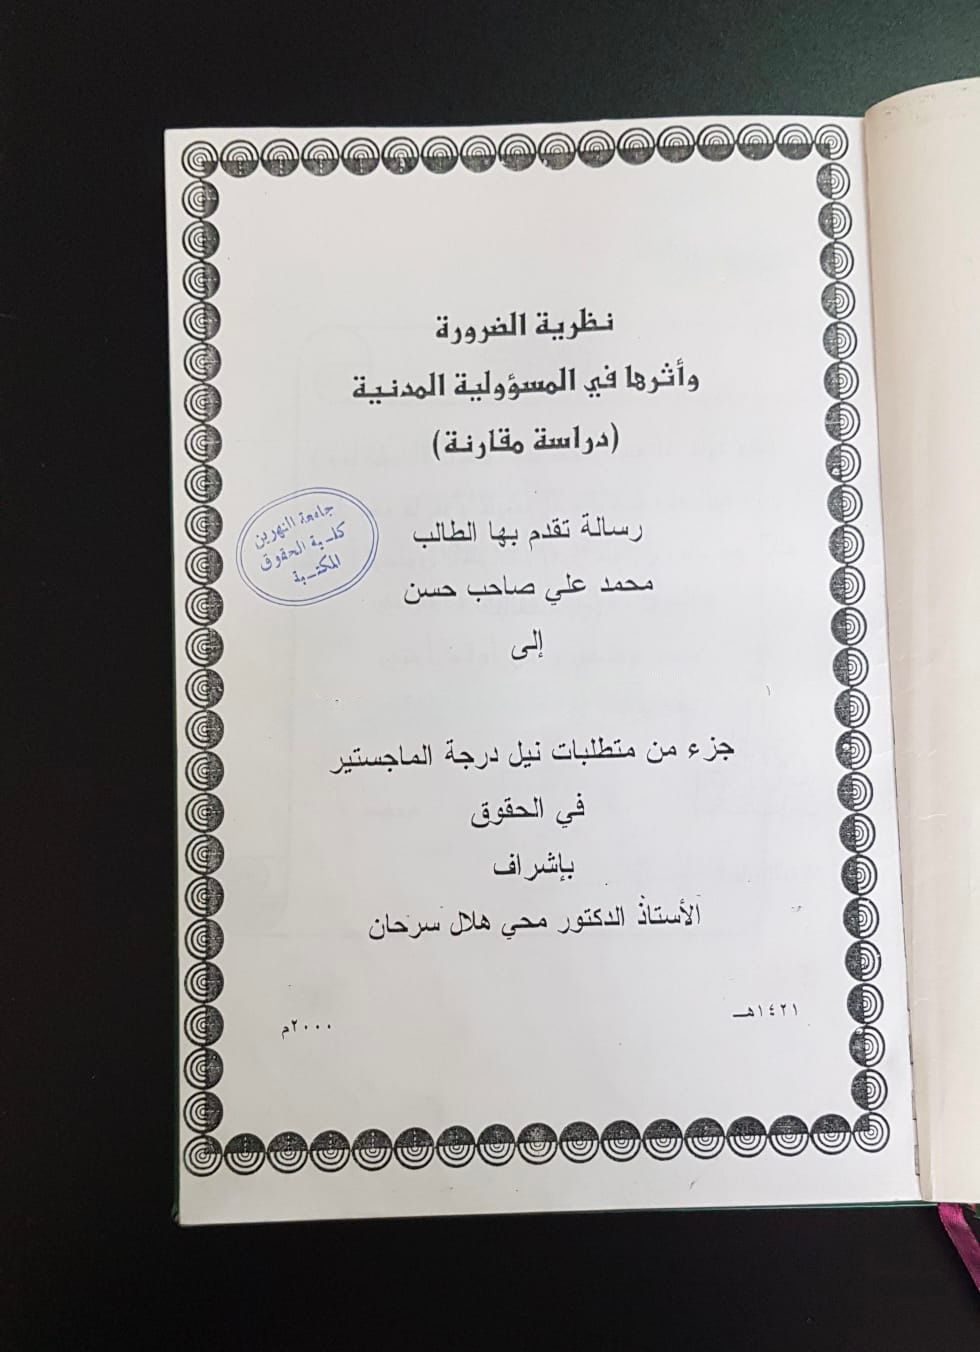 نظرية الضرورة
وأثرها في المسؤولية المدنية
(دراسة مقارنة)
جامعة النهرين
كلية الحقوق
المكتبة
رسالة تقدم بها الطالب
محمد علي صاحب حسن
إلى
جزء من متطلبات نيل درجة الماجستير
في الحقوق
بإشراف
الأستاذ الدكتور محي هلال سرحان
١٤٢١هـ
٢٠٠٠م